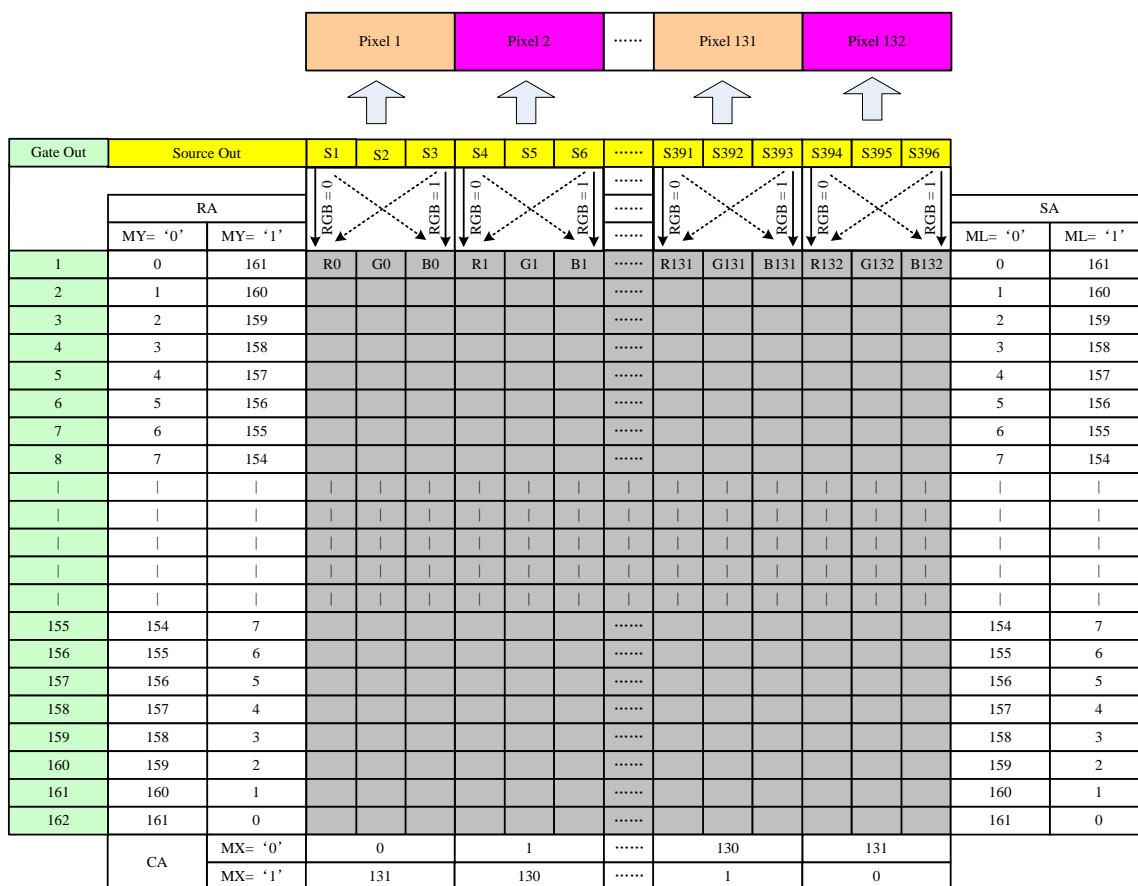 Pixel 1 Pixel 2 ...... Pixel 131 Pixel 132
Gate Out Source Out S1 S2 S3 S4 S5 S6 ...... S391 S392 S393 S394 S395 S396
RGB = 0 RGB = 1 RGB = 0 RGB = 1 ...... RGB = 0 RGB = 1 RGB = 0 RGB = 1
RA ...... SA
MY= ‘0’ MY= ‘1’ ...... ML= ‘0’ ML= ‘1’
1 0 161 R0 G0 B0 R1 G1 B1 ...... R131 G131 B131 R132 G132 B132 0 161
2 1 160 ...... 1 160
3 2 159 ...... 2 159
4 3 158 ...... 3 158
5 4 157 ...... 4 157
6 5 156 ...... 5 156
7 6 155 ...... 6 155
8 7 154 ...... 7 154
| | | | | | | | | | | | | | | | | |
| | | | | | | | | | | | | | | | | |
| | | | | | | | | | | | | | | | | |
| | | | | | | | | | | | | | | | | |
| | | | | | | | | | | | | | | | | |
155 154 7 ...... 154 7
156 155 6 ...... 155 6
157 156 5 ...... 156 5
158 157 4 ...... 157 4
159 158 3 ...... 158 3
160 159 2 ...... 159 2
161 160 1 ...... 160 1
162 161 0 ...... 161 0
CA MX= ‘0’ 0 1 ...... 130 131
MX= ‘1’ 131 130 ...... 1 0